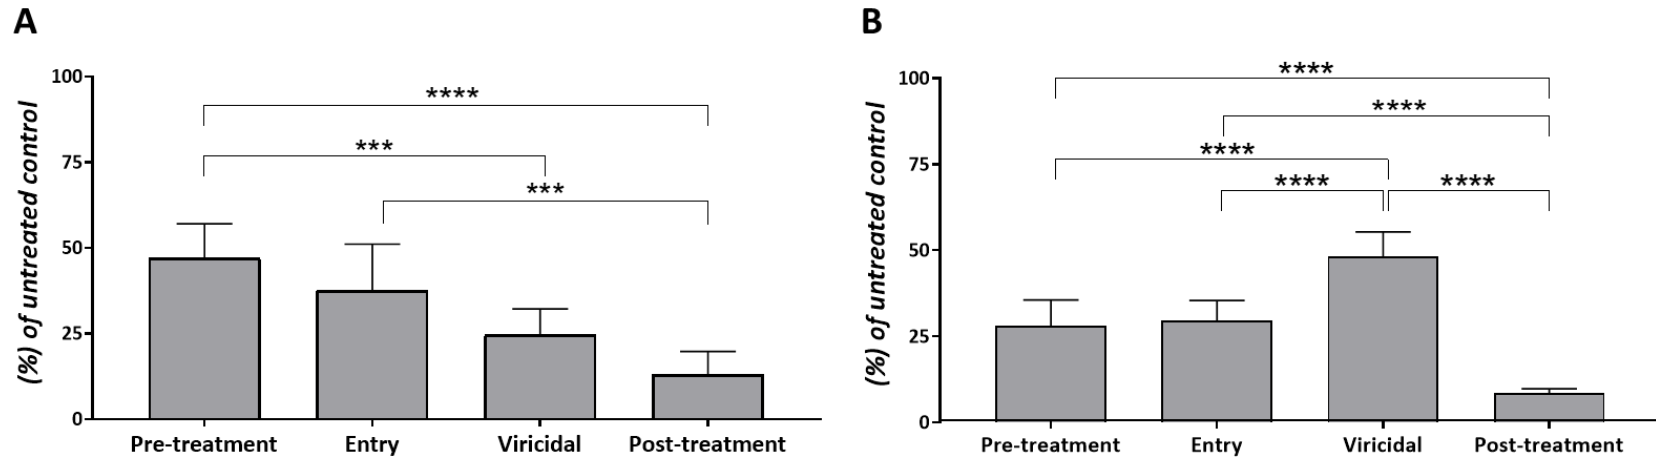 A
(%) of untreated control
100
75
50
25
0
****
***
***
Pre-treatment Entry Viricidal Post-treatment
B
(%) of untreated control
100
75
50
25
0
****
****
****
**** ****
Pre-treatment Entry Viricidal Post-treatment